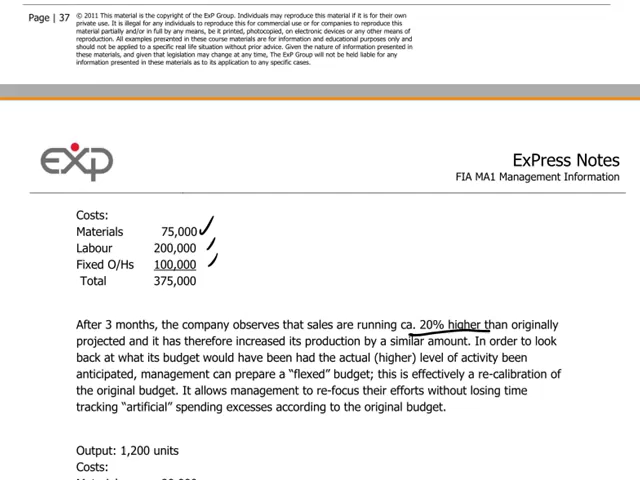 Page | 37
© 2011 This material is the copyright of the ExP Group. Individuals may reproduce this material if it is for their own
private use. It is illegal for any individuals to reproduce this for commercial use or for companies to reproduce this
material partially and/or in full by any means, be it printed, photocopied, on electronic devices or any other means of
reproduction. All examples presented in these course materials are for information and educational purposes only and
should not be applied to a specific real life situation without prior advice. Given the nature of information presented in
these materials, and given that legislation may change at any time, The ExP Group will not be held liable for any
information presented in these materials as to its application to any specific cases.
exp
ExPress Notes
FIA MA1 Management Information
Costs:
Materials 75,000
Labour 200,000
Fixed O/Hs 100,000
Total 375,000
After 3 months, the company observes that sales are running ca. 20% higher than originally
projected and it has therefore increased its production by a similar amount. In order to look
back at what its budget would have been had the actual (higher) level of activity been
anticipated, management can prepare a “flexed” budget; this is effectively a re-calibration of
the original budget. It allows management to re-focus their efforts without losing time
tracking “artificial” spending excesses according to the original budget.
Output: 1,200 units
Costs: